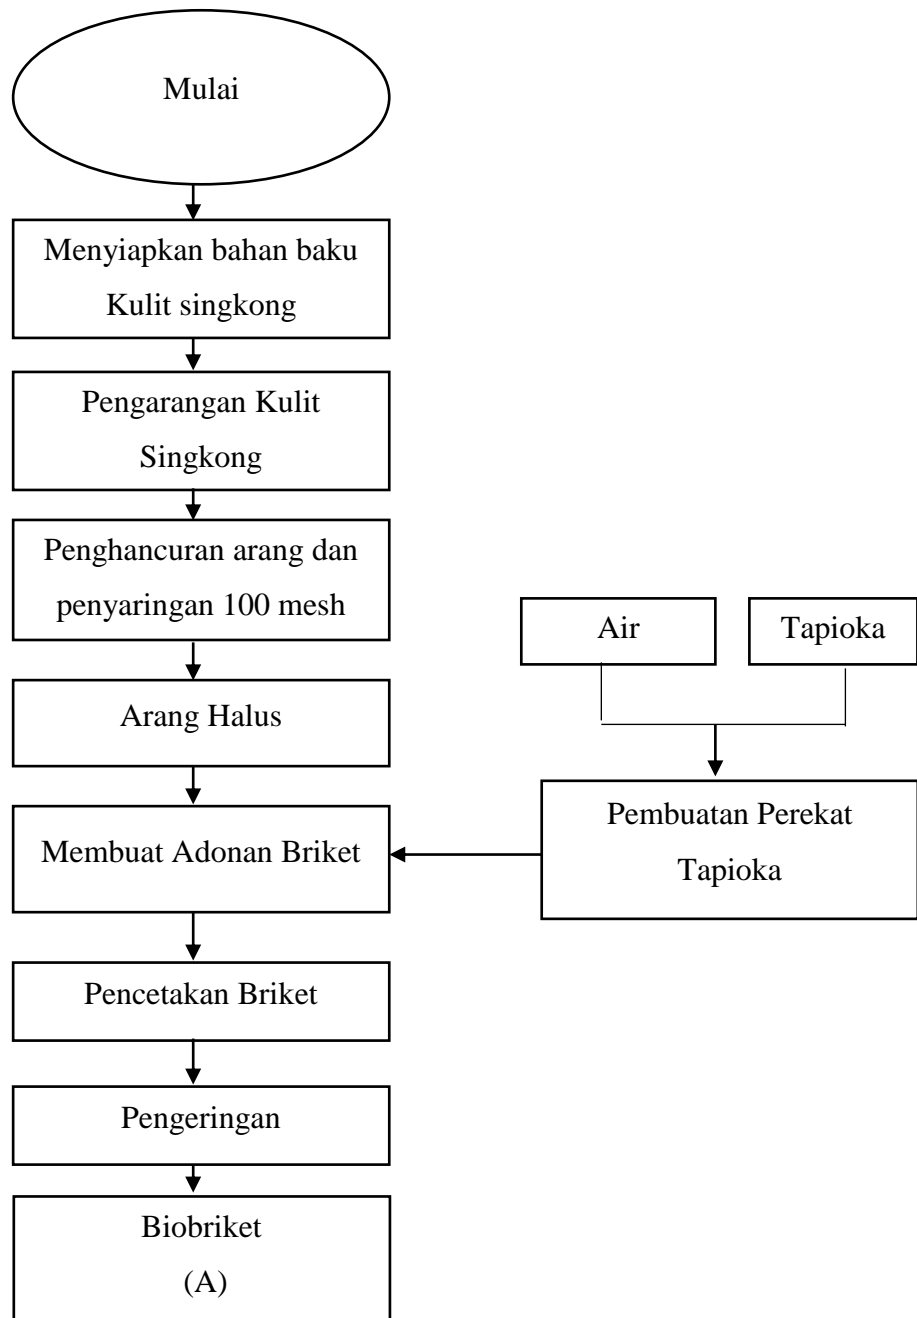 Mulai
Menyiapkan bahan baku
Kulit singkong
Pengarangan Kulit
Singkong
Penghancuran arang dan
penyaringan 100 mesh
Air
Tapioka
Arang Halus
Membuat Adonan Briket
Pembuatan Perekat
Tapioka
Pencetakan Briket
Pengeringan
Biobriket
(A)